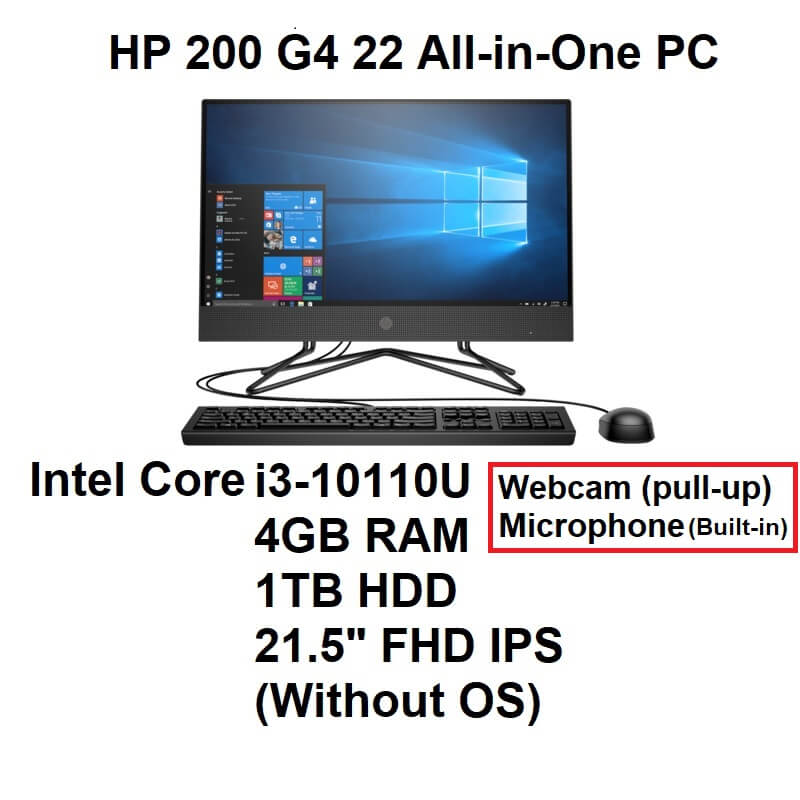 HP 200 G4 22 All-in-One PC
Intel Core i3-10110U
4GB RAM
1TB HDD
21.5" FHD IPS
(Without OS)
Webcam (pull-up)
Microphone (Built-in)